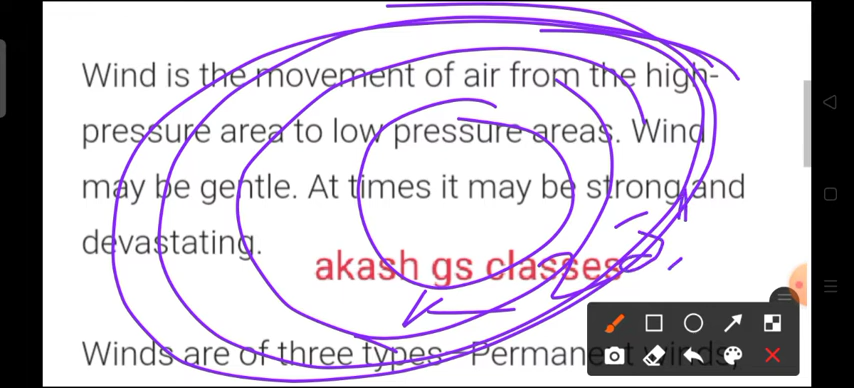 Wind is the movement of air from the high-
pressure area to low pressure areas. Wind
may be gentle. At times it may be strong and
devastating.
akash gs classes
Winds are of three types - Permanent winds,